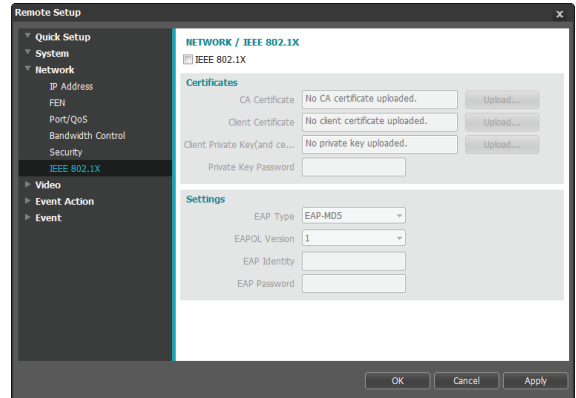 Remote Setup
x
Quick Setup
System
Network
IP Address
FEN
Port/QoS
Bandwidth Control
Security
IEEE 802.1X
Video
Event Action
Event
NETWORK / IEEE 802.1X
IEEE 802.1X
Certificates
CA Certificate No CA certificate uploaded. Upload...
Client Certificate No client certificate uploaded. Upload...
Client Private Key(and ce... No private key uploaded. Upload...
Private Key Password
Settings
EAP Type EAP-MD5
EAPOL Version 1
EAP Identity
EAP Password
OK Cancel Apply